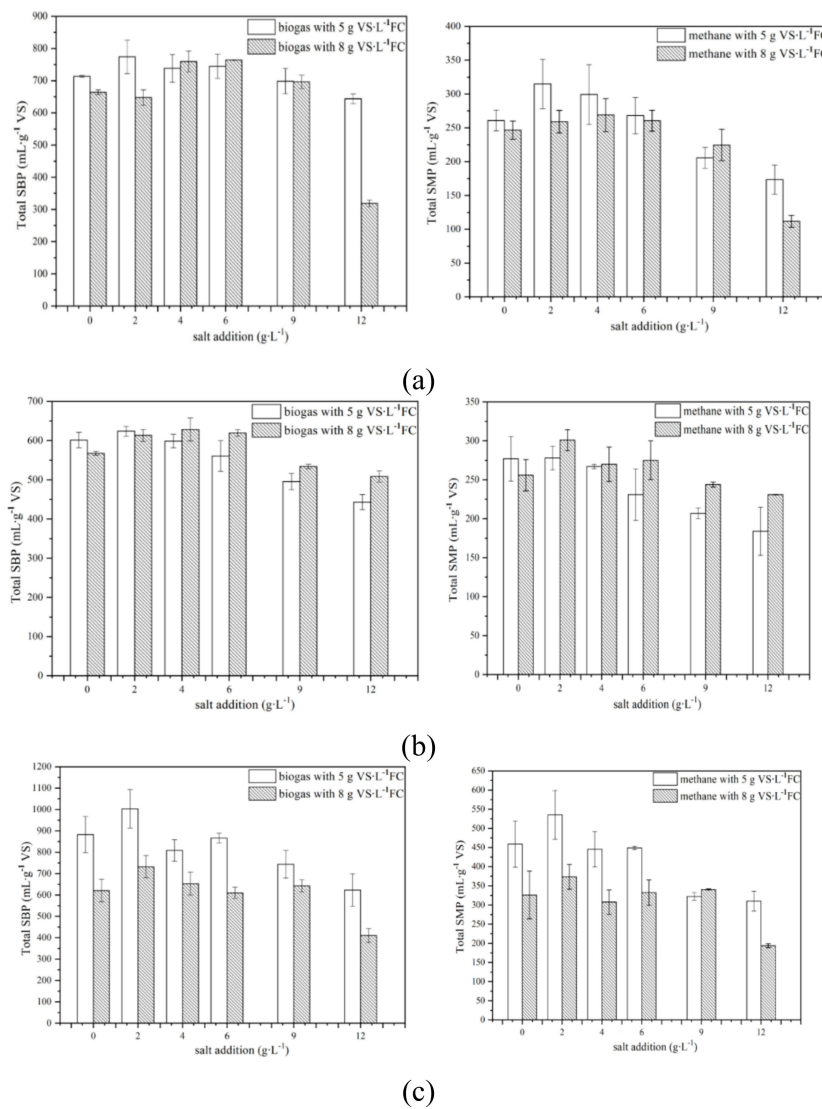 900
800
700
600
500
400
300
200
100
0
Total SBP (mL·g⁻¹ VS)
biogas with 5 g VS·L⁻¹FC
biogas with 8 g VS·L⁻¹FC
0 2 4 6 9 12
salt addition (g·L⁻¹)
400
350
300
250
200
150
100
50
0
Total SMP (mL·g⁻¹ VS)
methane with 5 g VS·L⁻¹FC
methane with 8 g VS·L⁻¹FC
0 2 4 6 9 12
salt addition (g·L⁻¹)
(a)
700
600
500
400
300
200
100
0
Total SBP (mL·g⁻¹ VS)
biogas with 5 g VS·L⁻¹FC
biogas with 8 g VS·L⁻¹FC
0 2 4 6 9 12
salt addition (g·L⁻¹)
350
300
250
200
150
100
50
0
Total SMP (mL·g⁻¹ VS)
methane with 5 g VS·L⁻¹FC
methane with 8 g VS·L⁻¹FC
0 2 4 6 9 12
salt addition (g·L⁻¹)
(b)
1200
1100
1000
900
800
700
600
500
400
300
200
100
0
Total SBP (mL·g⁻¹ VS)
biogas with 5 g VS·L⁻¹FC
biogas with 8 g VS·L⁻¹FC
0 2 4 6 9 12
salt addition (g·L⁻¹)
650
600
550
500
450
400
350
300
250
200
150
100
50
0
Total SMP (mL·g⁻¹ VS)
methane with 5 g VS·L⁻¹FC
methane with 8 g VS·L⁻¹FC
0 2 4 6 9 12
salt addition (g·L⁻¹)
(c)